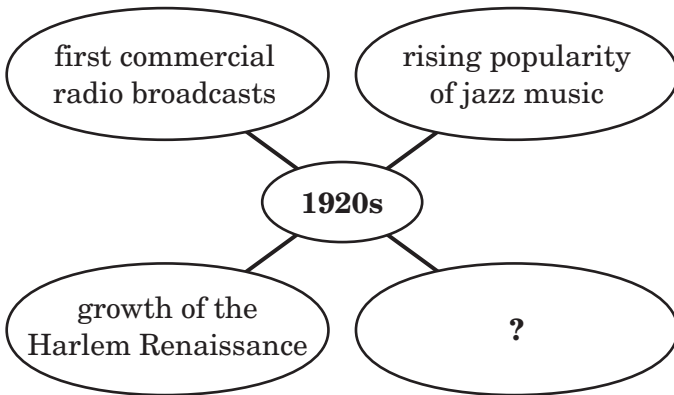 first commercial
radio broadcasts
rising popularity
of jazz music
1920s
growth of the
Harlem Renaissance
?